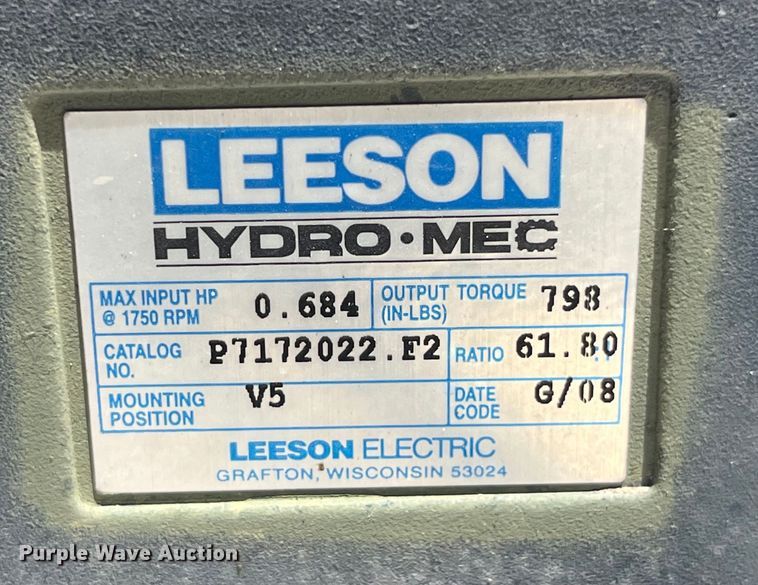 LEESON
HYDRO·MEC
MAX INPUT HP @ 1750 RPM 0.684 OUTPUT TORQUE (IN-LBS) 798
CATALOG NO. P7172022.F2 RATIO 61.80
MOUNTING POSITION V5 DATE CODE G/08
LEESON ELECTRIC
GRAFTON, WISCONSIN 53024
Purple Wave Auction